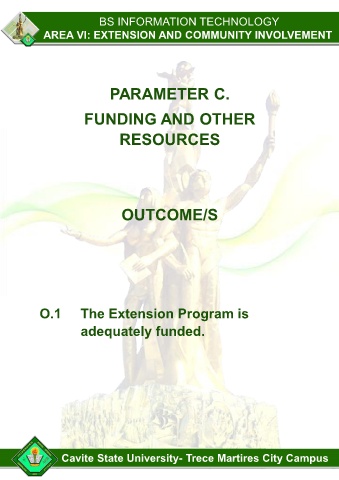 BS INFORMATION TECHNOLOGY
AREA VI: EXTENSION AND COMMUNITY INVOLVEMENT
PARAMETER C.
FUNDING AND OTHER
RESOURCES
OUTCOME/S
O.1 The Extension Program is
adequately funded.
Cavite State University- Trece Martires City Campus